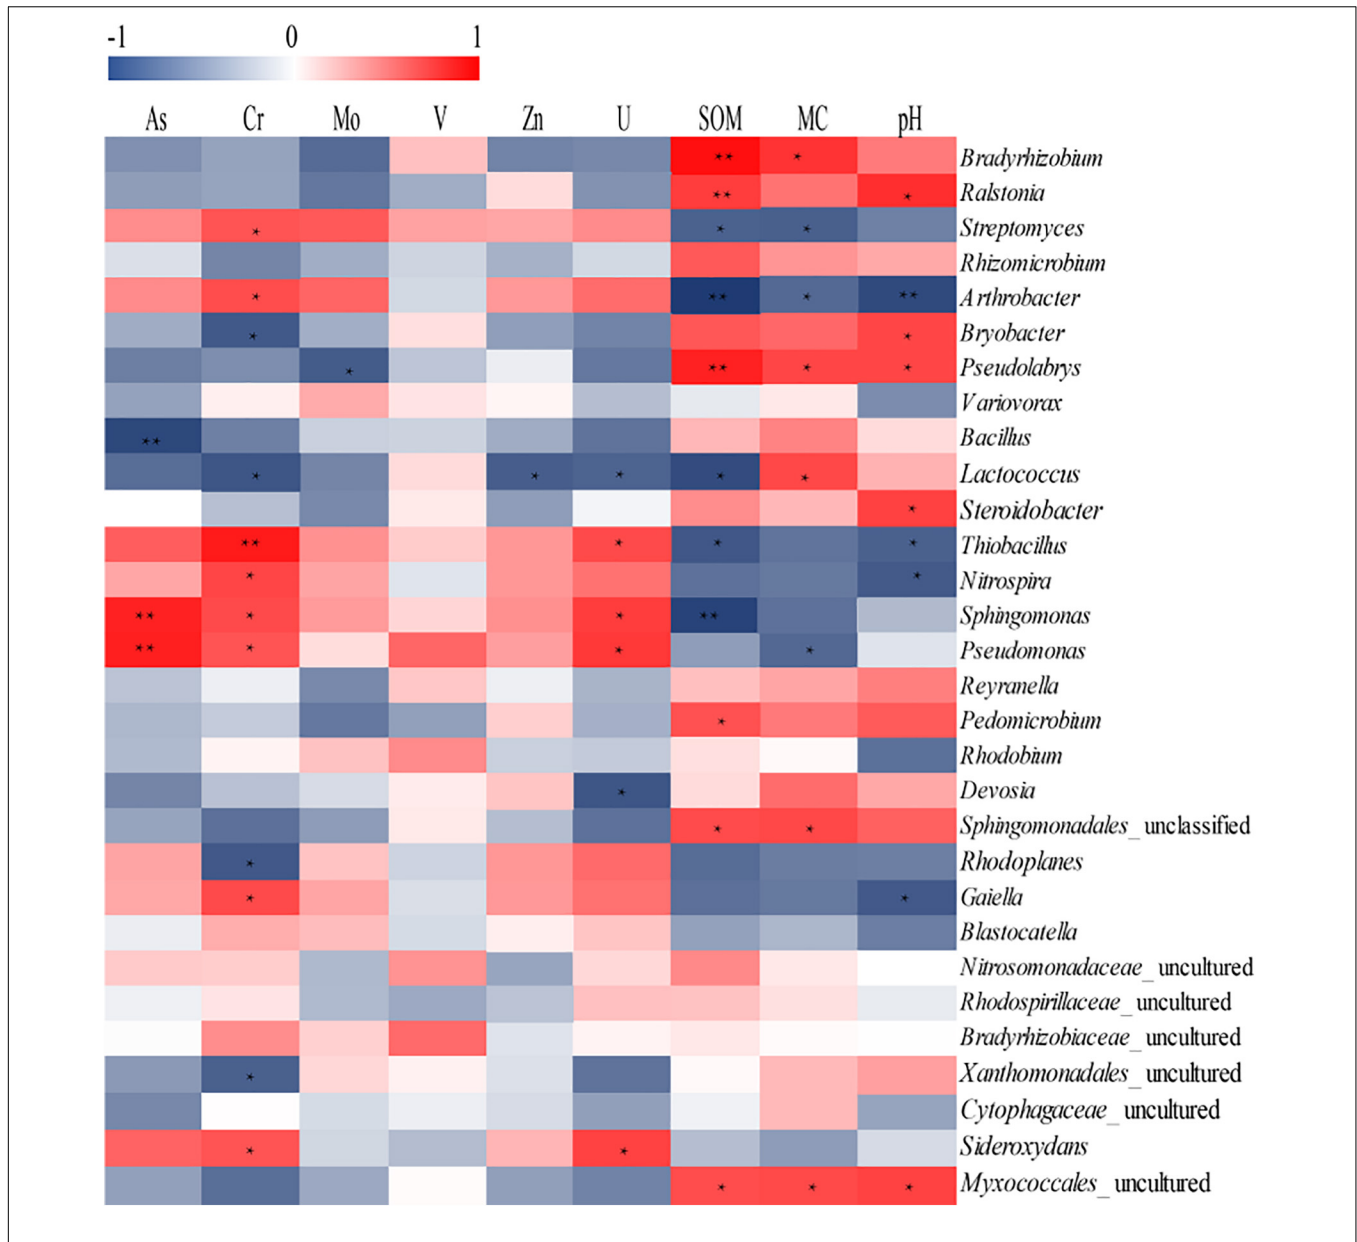 -1 0 1
As Cr Mo V Zn U SOM MC pH
** * Bradyrhizobium
** * Ralstonia
* * * Streptomyces
Rhizomicrobium
* ** * ** Arthrobacter
* * Bryobacter
* ** * * Pseudolabrys
Variovorax
** Bacillus
* * * * * Lactococcus
* Steroidobacter
** * * * Thiobacillus
* * Nitrospira
** * * ** Sphingomonas
** * * * Pseudomonas
Reyranella
* Pedomicrobium
Rhodobium
* Devosia
* * Sphingomonadales_unclassified
* Rhodoplanes
* * Gaiella
Blastocatella
Nitrosomonadaceae_uncultured
Rhodospirillaceae_uncultured
Bradyrhizobiaceae_uncultured
* Xanthomonadales_uncultured
Cytophagaceae_uncultured
* * Sideroxydans
* * * Myxococcales_uncultured